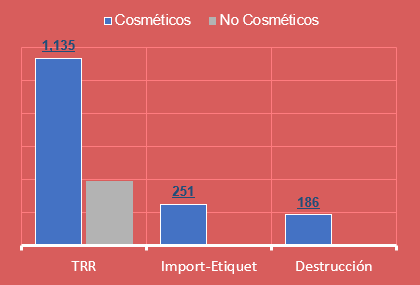 Cosméticos No Cosméticos
1,135
251
186
TRR Import-Etiquet Destrucción